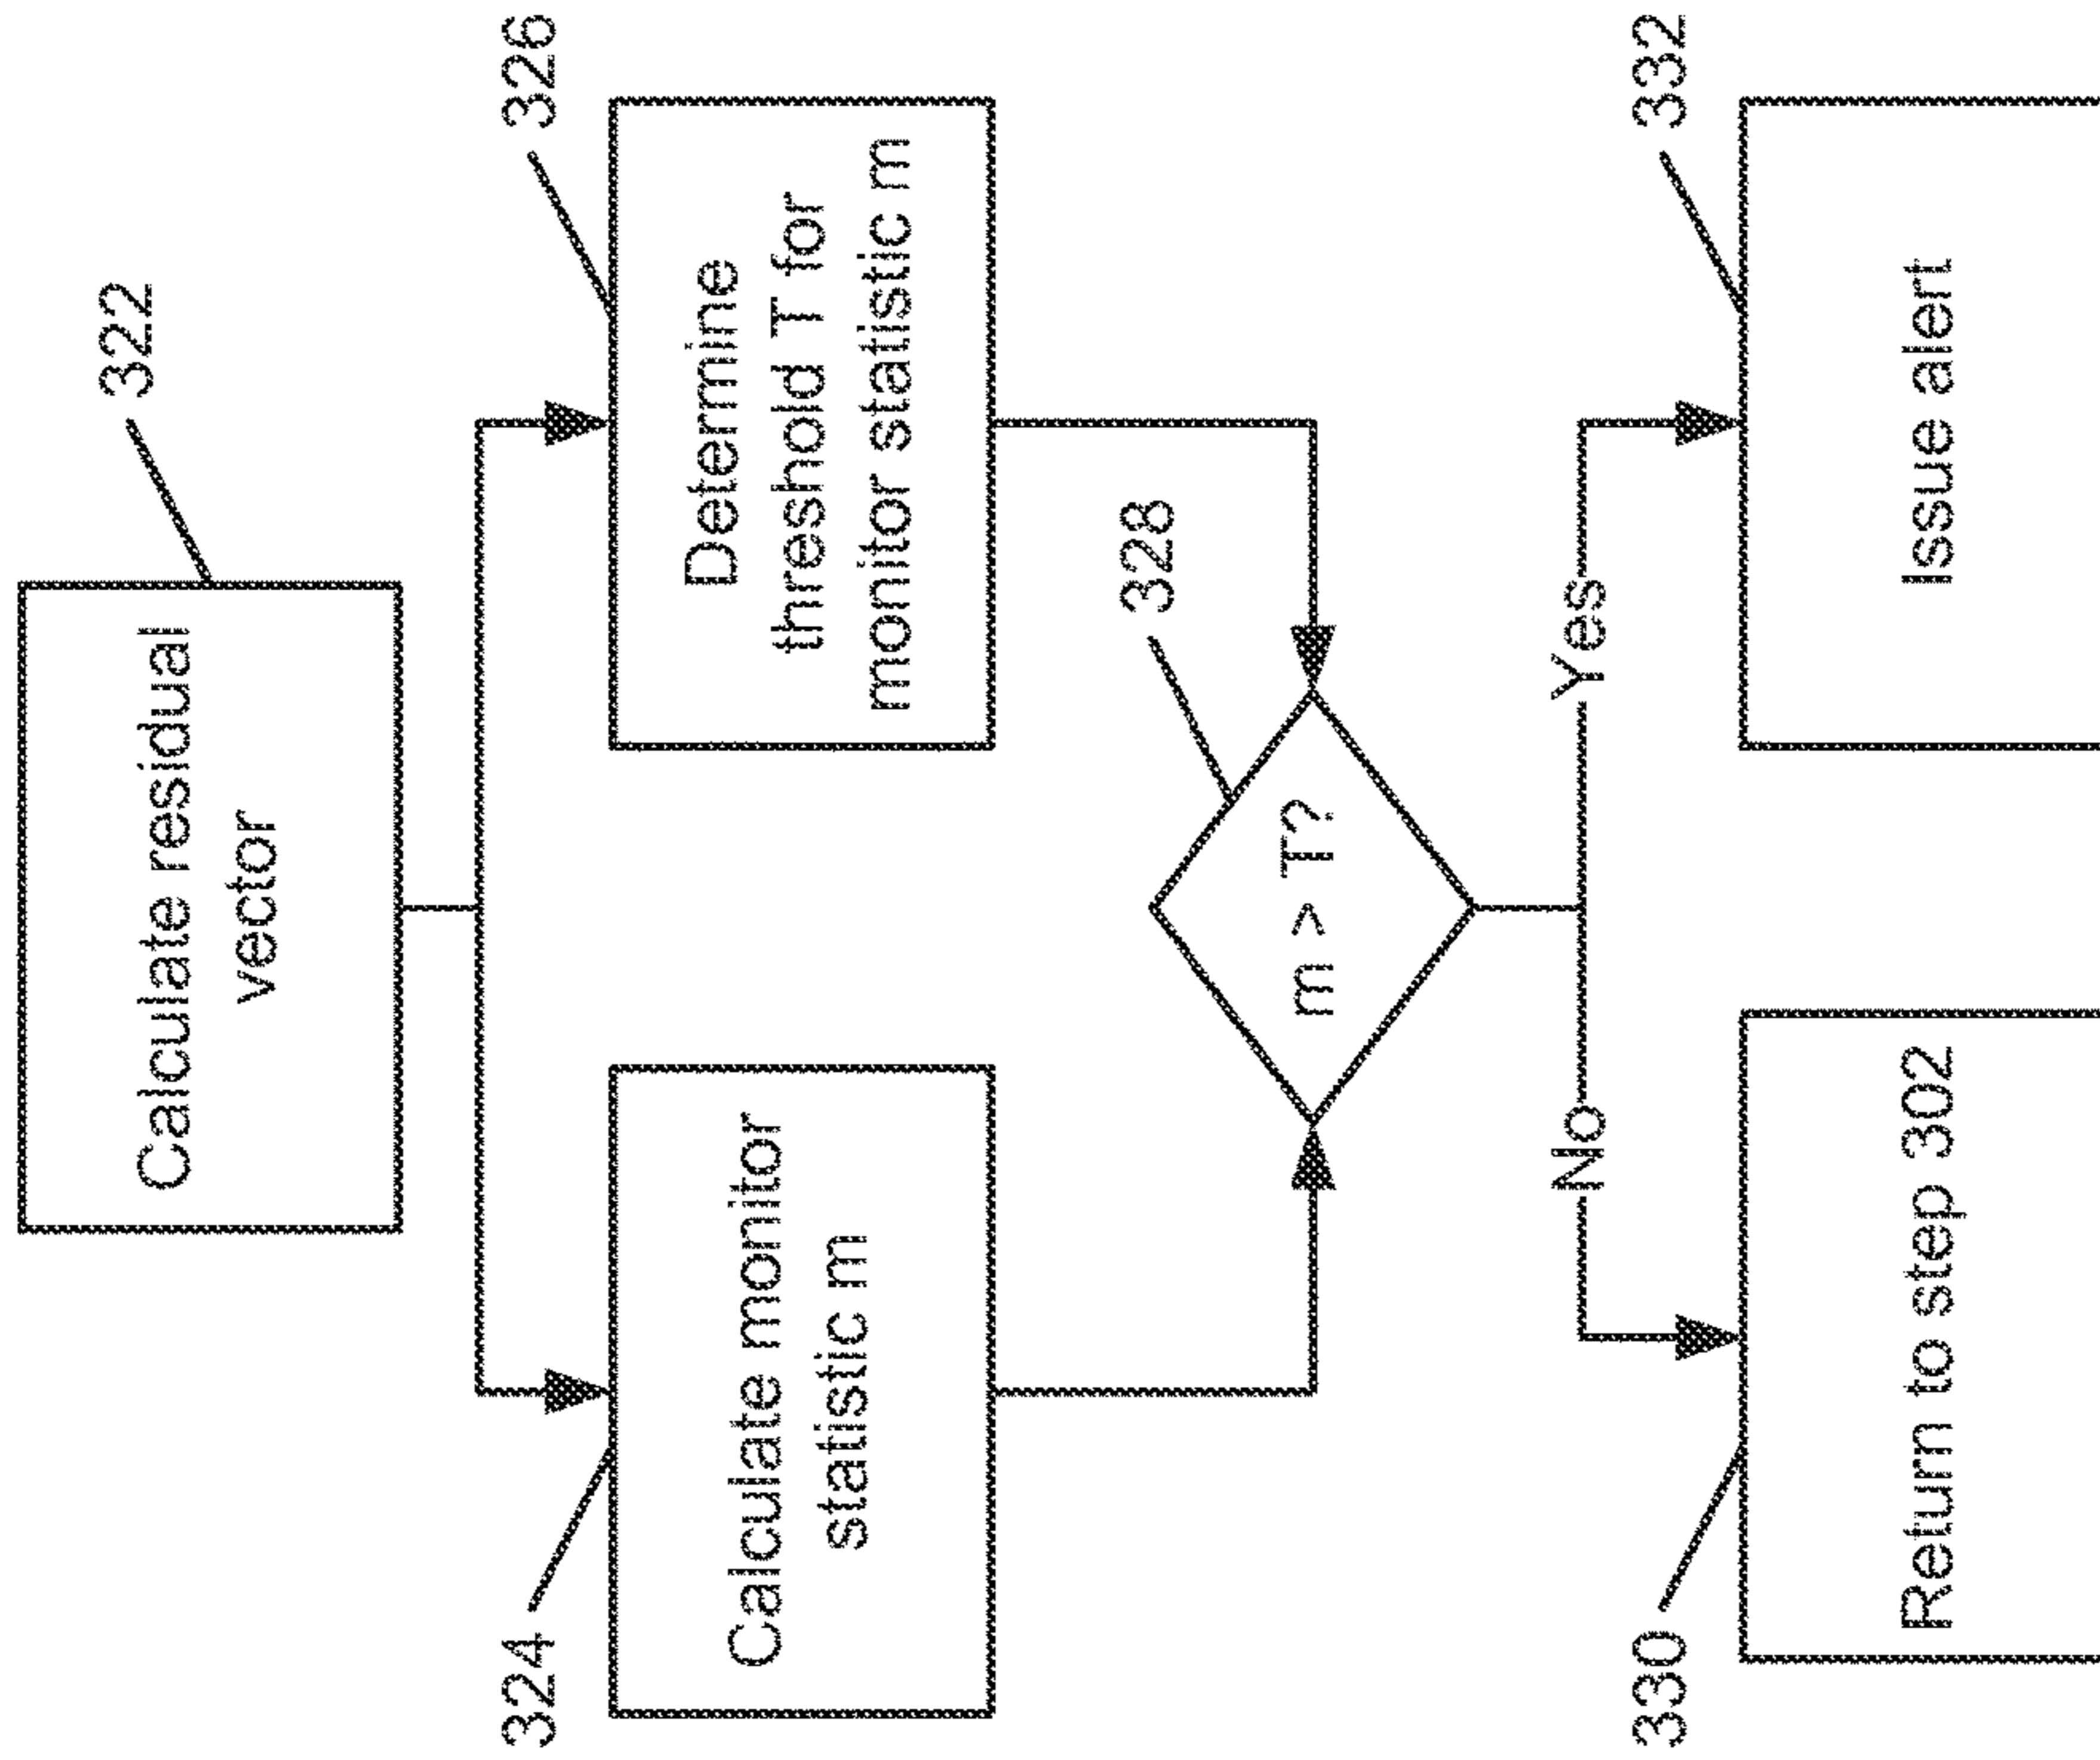 322
Calculate residual
vector
324
326
Calculate monitor
statistic m
Determine
threshold T for
monitor statistic m
328
m > T?
No
Yes
330
332
Return to step 302
Issue alert